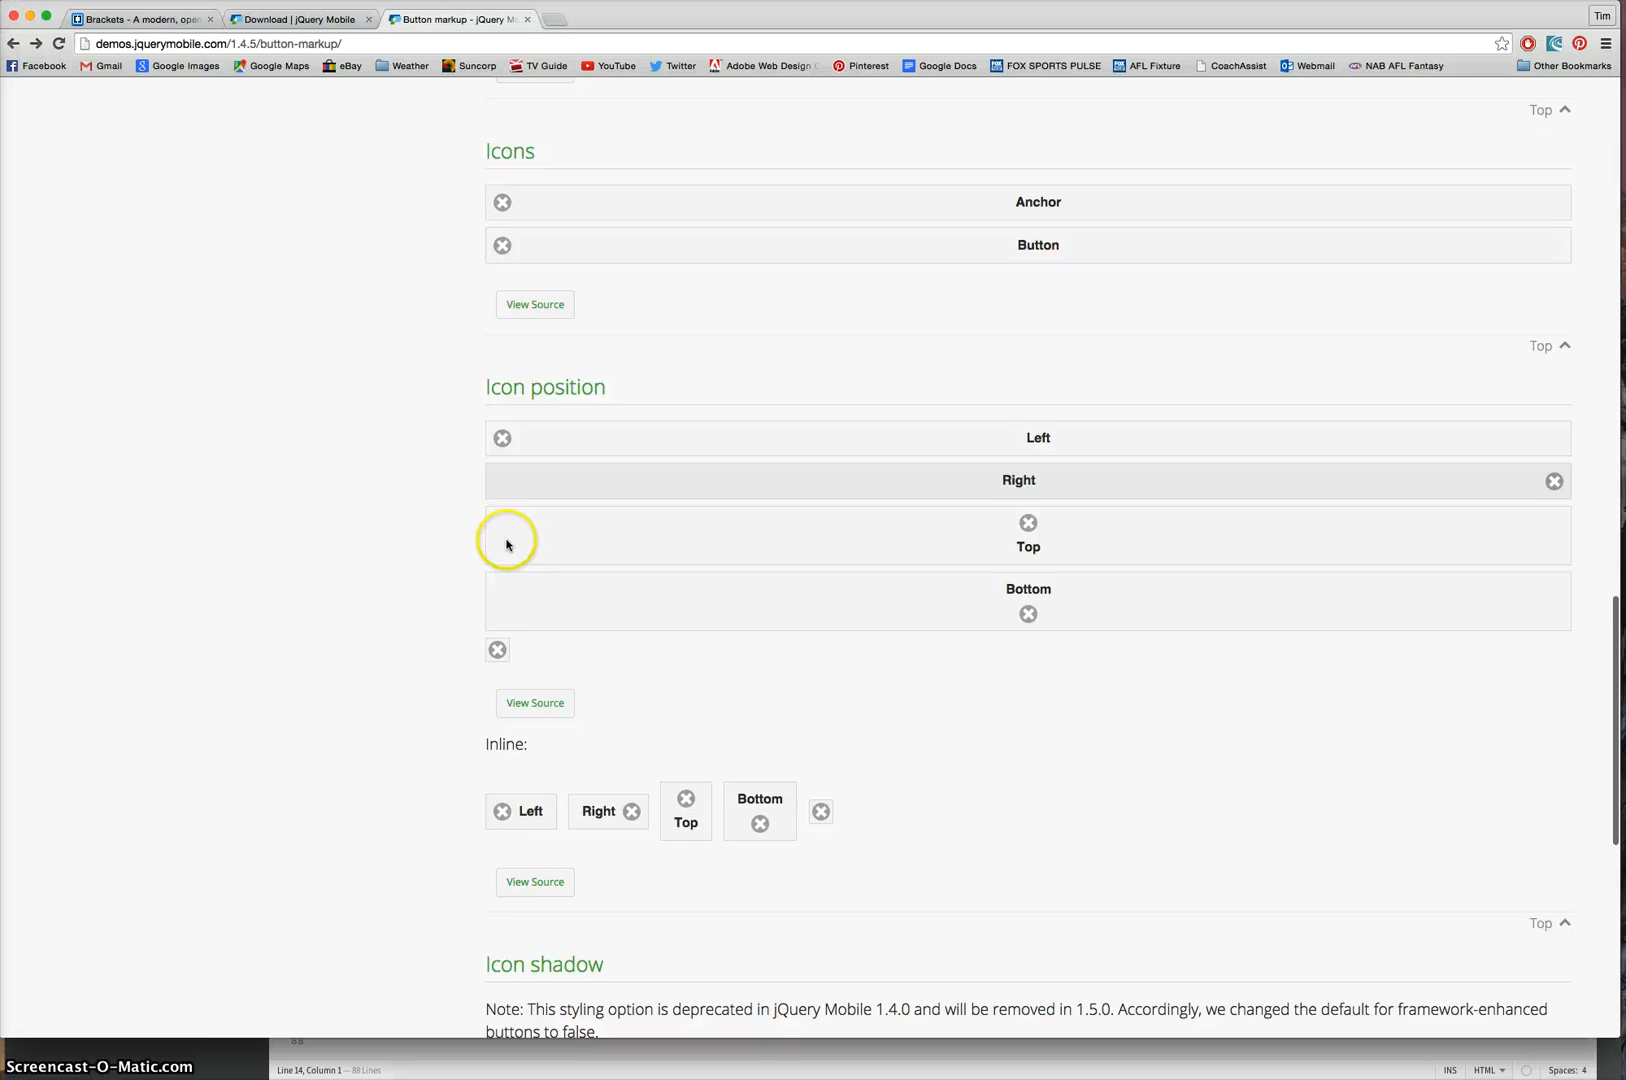 Brackets - A modern, open
Download | jQuery Mobile
Button markup - jQuery Mo
Tim
demos.jquerymobile.com/1.4.5/button-markup/
Facebook Gmail Google Images Google Maps eBay Weather Suncorp TV Guide YouTube Twitter Adobe Web Design Pinterest Google Docs FOX SPORTS PULSE AFL Fixture CoachAssist Webmail NAB AFL Fantasy Other Bookmarks
Top
Icons
Anchor
Button
View Source
Top
Icon position
Left
Right
Top
Bottom
View Source
Inline:
Left Right Top Bottom
View Source
Top
Icon shadow
Note: This styling option is deprecated in jQuery Mobile 1.4.0 and will be removed in 1.5.0. Accordingly, we changed the default for framework-enhanced
buttons to false.
88
Screencast-O-Matic.com
Line 14, Column 1 — 88 Lines
INS HTML Spaces: 4